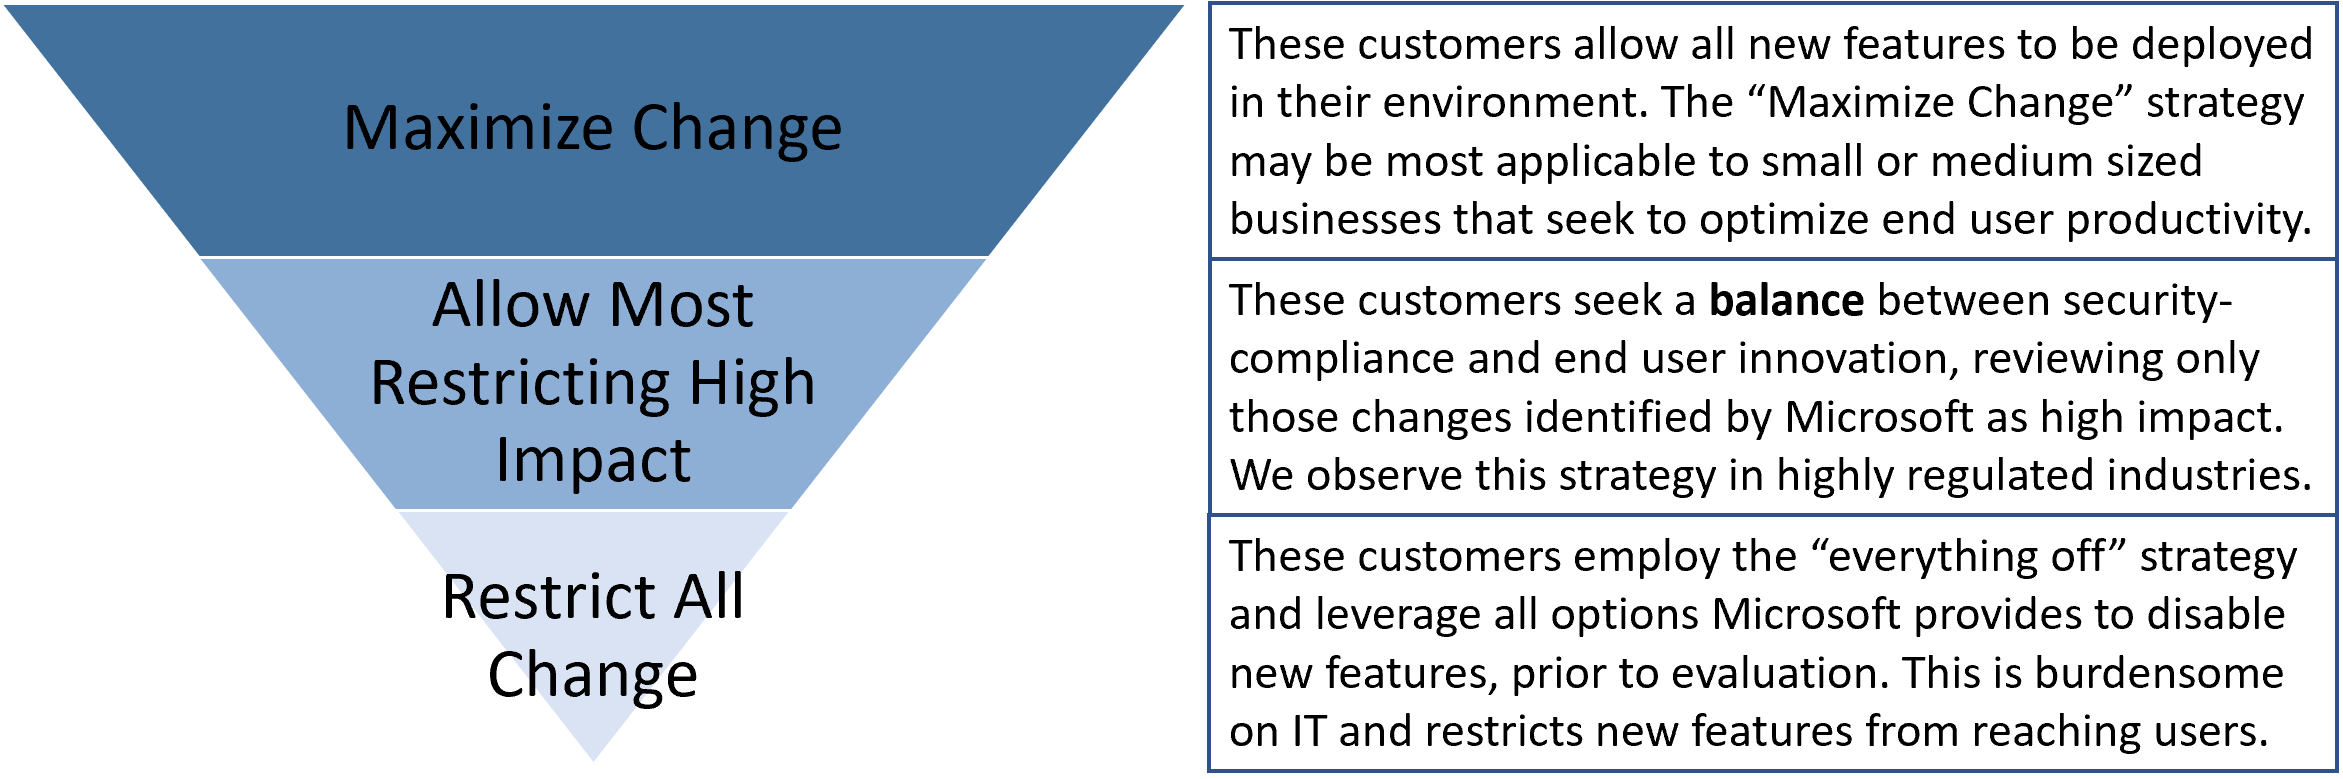 Maximize Change
These customers allow all new features to be deployed
in their environment. The “Maximize Change” strategy
may be most applicable to small or medium sized
businesses that seek to optimize end user productivity.
Allow Most
Restricting High
Impact
These customers seek a balance between security-
compliance and end user innovation, reviewing only
those changes identified by Microsoft as high impact.
We observe this strategy in highly regulated industries.
Restrict All
Change
These customers employ the “everything off” strategy
and leverage all options Microsoft provides to disable
new features, prior to evaluation. This is burdensome
on IT and restricts new features from reaching users.